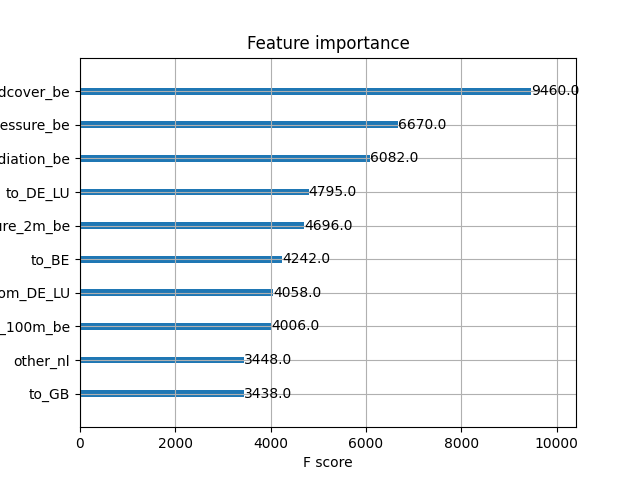 Feature importance
dcover_be 9460.0
essure_be 6670.0
diation_be 6082.0
to_DE_LU 4795.0
ure_2m_be 4696.0
to_BE 4242.0
om_DE_LU 4058.0
_100m_be 4006.0
other_nl 3448.0
to_GB 3438.0
0 2000 4000 6000 8000 10000
F score